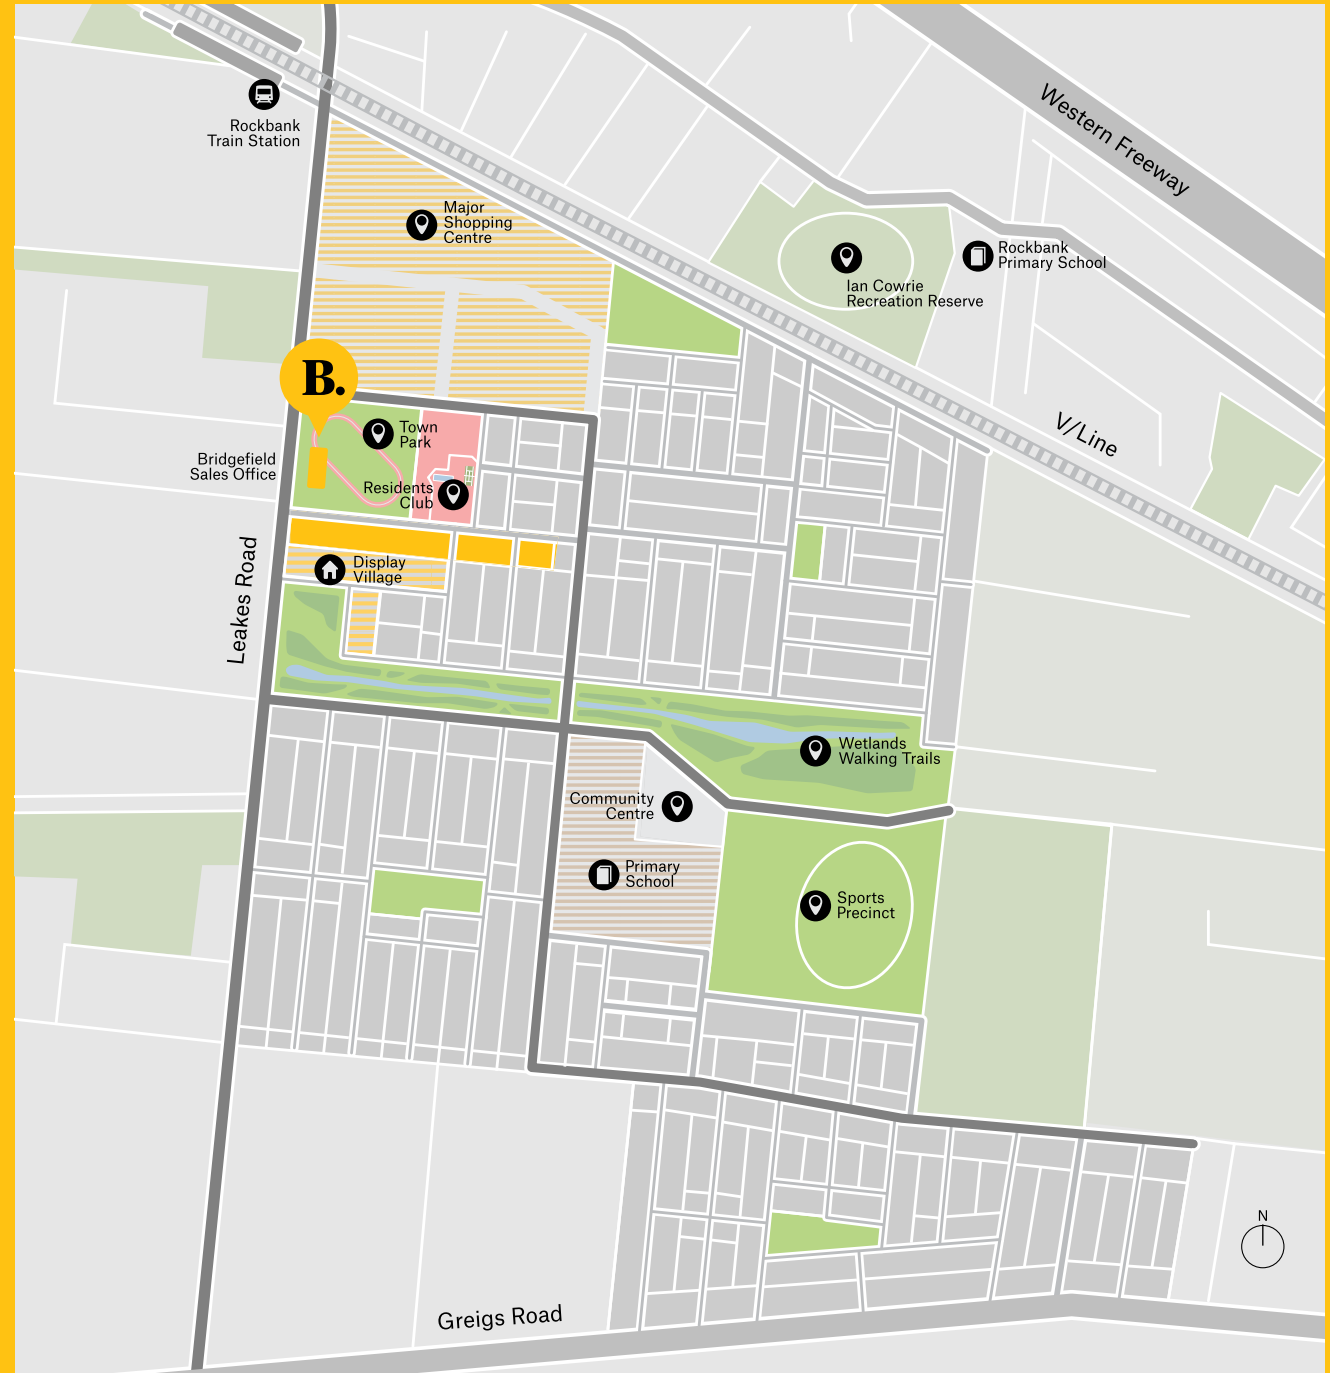 Western Freeway
Rockbank
Train Station
Major
Shopping
Centre
Rockbank
Primary School
Ian Cowrie
Recreation Reserve
B.
V/Line
Town
Park
Bridgefield
Sales Office
Residents
Club
Leakes Road
Display
Village
Wetlands
Walking Trails
Community
Centre
Primary
School
Sports
Precinct
N
Greigs Road